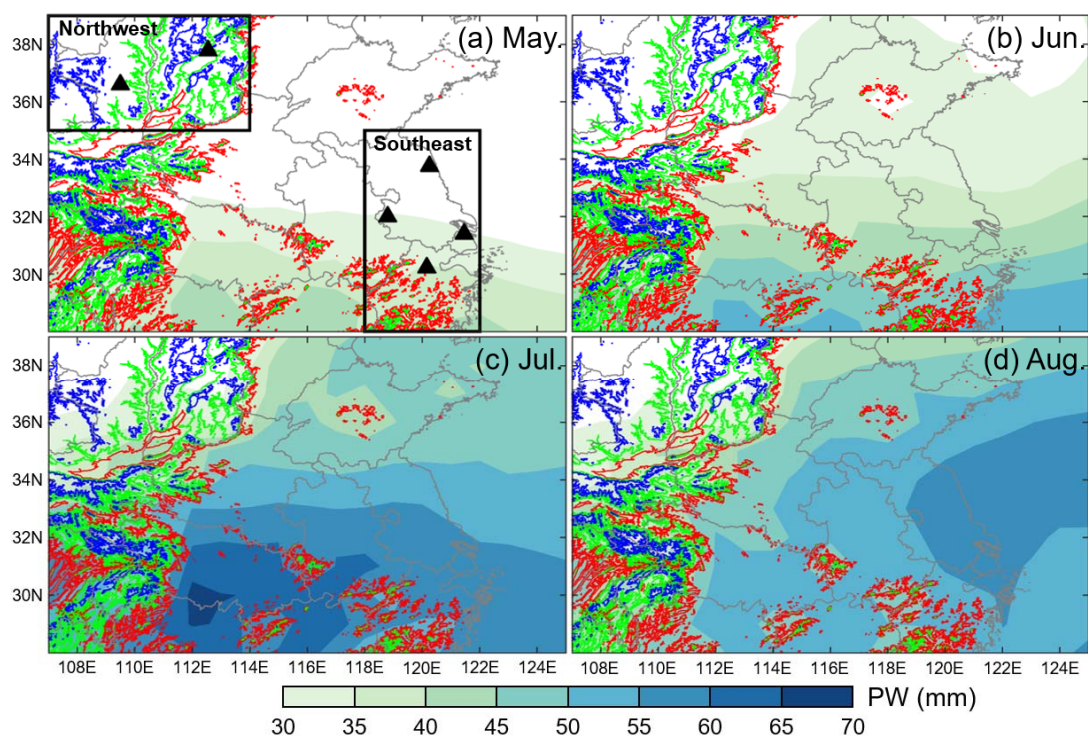 Northwest
(a) May.
(b) Jun.
38N
36N
34N
32N
30N
Southeast
(c) Jul.
(d) Aug.
38N
36N
34N
32N
30N
108E 110E 112E 114E 116E 118E 120E 122E 108E 110E 112E 114E 116E 118E 120E 122E
PW (mm)
30 35 40 45 50 55 60 65 70